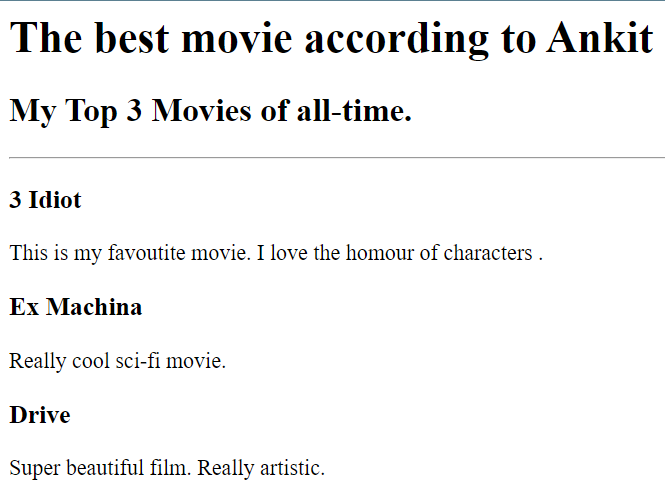 The best movie according to Ankit
My Top 3 Movies of all-time.
3 Idiot
This is my favoutite movie. I love the homour of characters .
Ex Machina
Really cool sci-fi movie.
Drive
Super beautiful film. Really artistic.